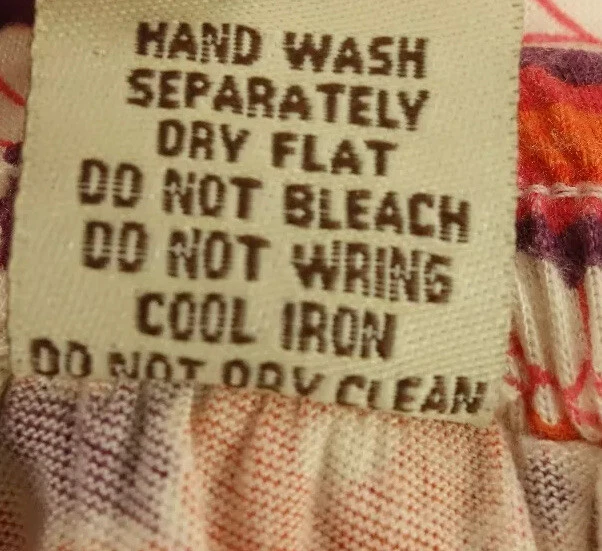 HAND WASH
SEPARATELY
DRY FLAT
DO NOT BLEACH
DO NOT WRING
COOL IRON
DO NOT DRY CLEAN